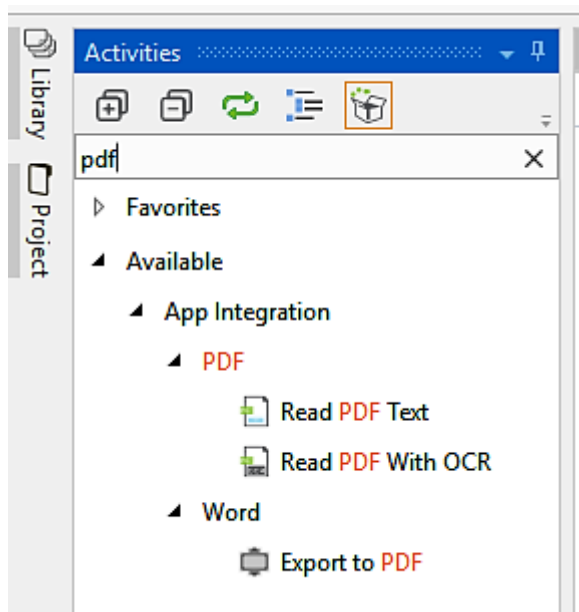 Library
Project
Activities
pdf
Favorites
Available
App Integration
PDF
Read PDF Text
Read PDF With OCR
Word
Export to PDF